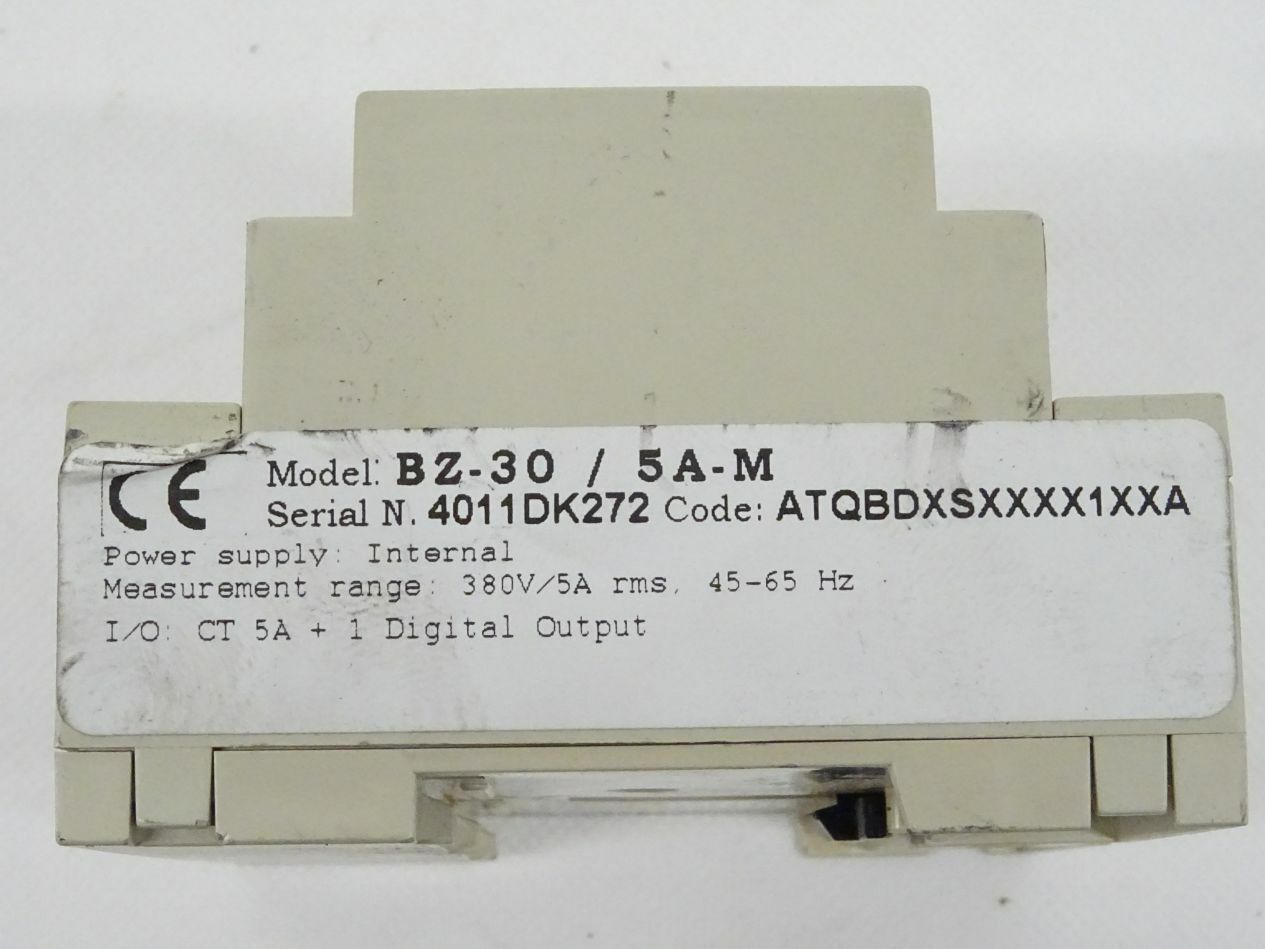 CE
Model: BZ-30 / 5A-M
Serial N. 4011DK272 Code: ATQBDXSXXXX1XXA
Power supply: Internal
Measurement range: 380V/5A rms, 45-65 Hz
I/O: CT 5A + 1 Digital Output